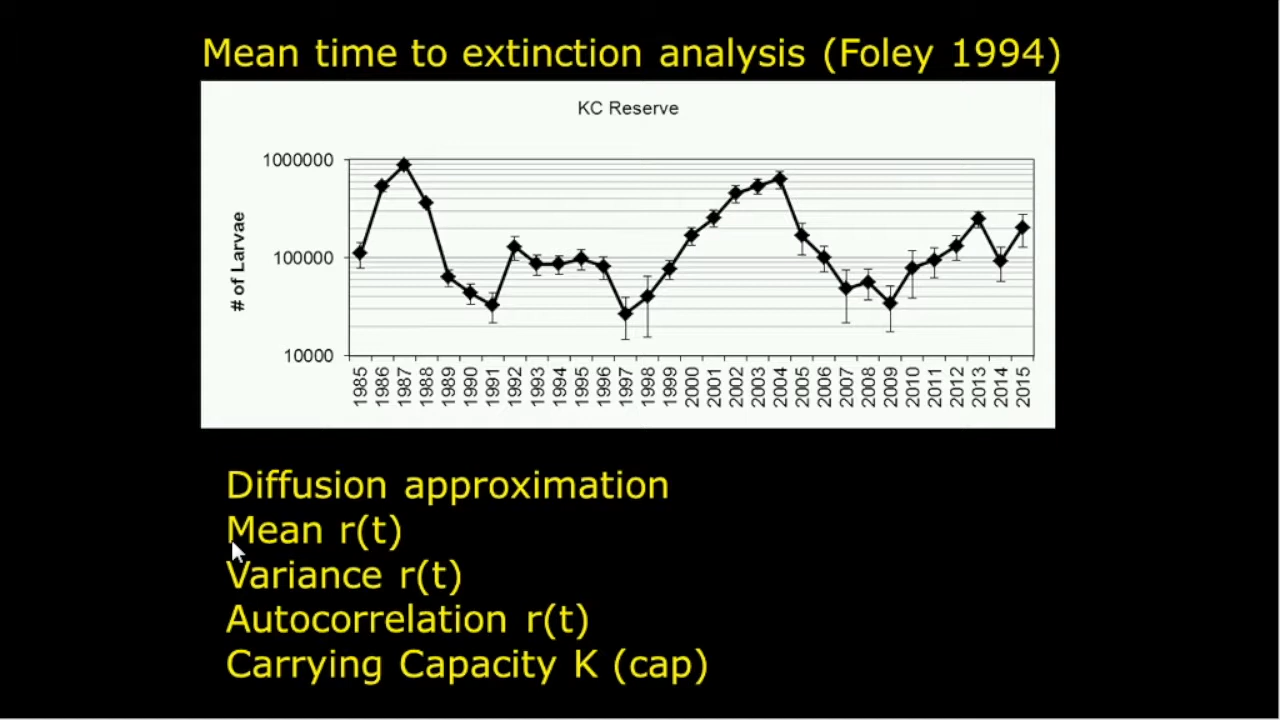 Mean time to extinction analysis (Foley 1994)
KC Reserve
1000000
100000
10000
# of Larvae
1985 1986 1987 1988 1989 1990 1991 1992 1993 1994 1995 1996 1997 1998 1999 2000 2001 2002 2003 2004 2005 2006 2007 2008 2009 2010 2011 2012 2013 2014 2015
Diffusion approximation
Mean r(t)
Variance r(t)
Autocorrelation r(t)
Carrying Capacity K (cap)